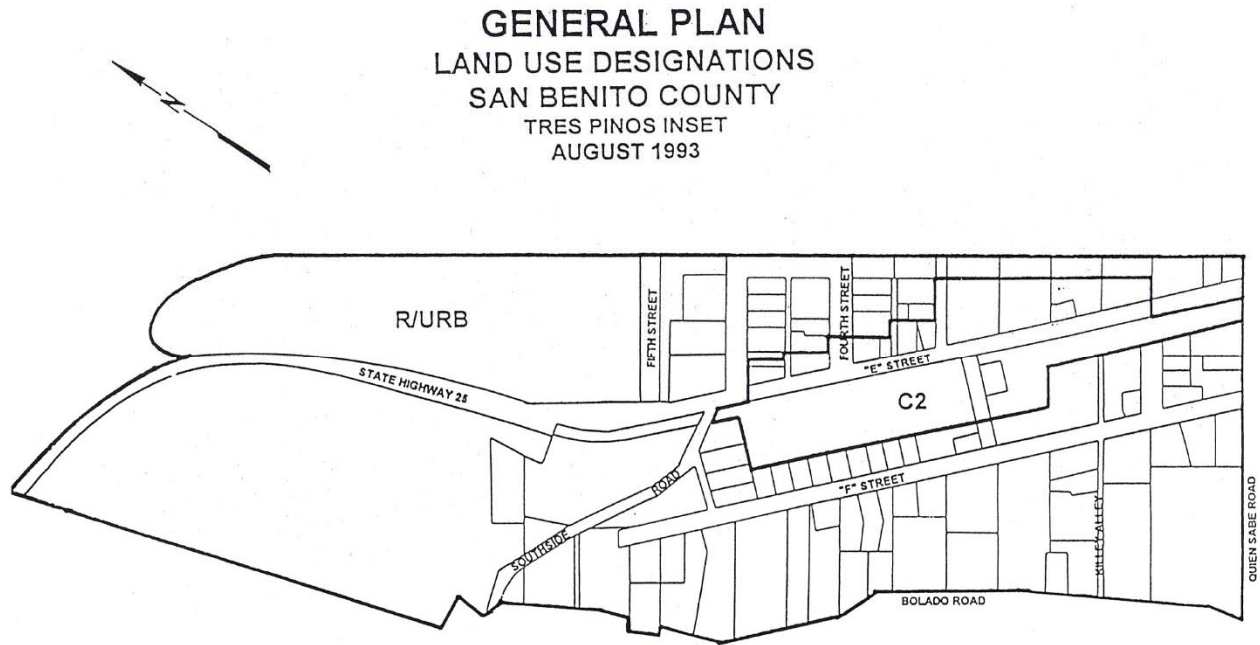 GENERAL PLAN
LAND USE DESIGNATIONS
SAN BENITO COUNTY
TRES PINOS INSET
AUGUST 1993
N
R/URB
FIFTH STREET
FOURTH STREET
STATE HIGHWAY 25
"E" STREET
C2
SOUTHSIDE ROAD
"F" STREET
KILLEY ALLEY
QUIEN SABE ROAD
BOLADO ROAD